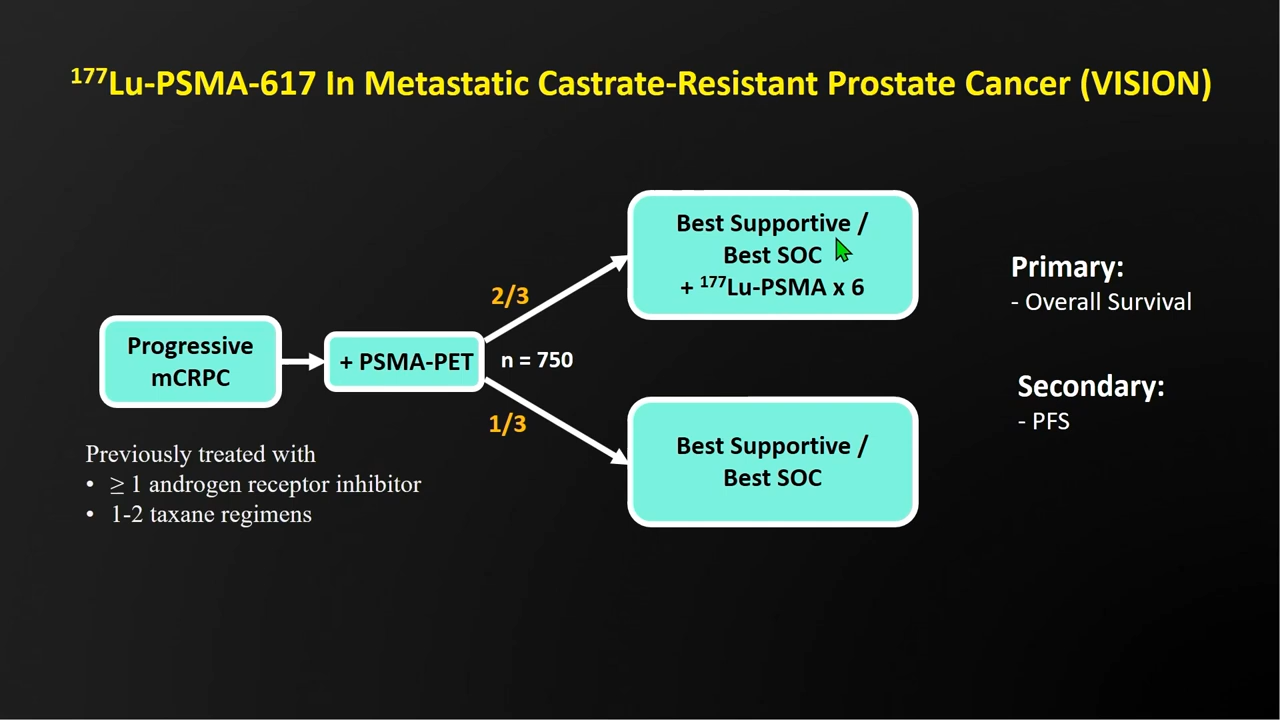 ¹⁷⁷Lu-PSMA-617 In Metastatic Castrate-Resistant Prostate Cancer (VISION)
Progressive
mCRPC
+ PSMA-PET
2/3
n = 750
1/3
Best Supportive /
Best SOC
+ ¹⁷⁷Lu-PSMA x 6
Best Supportive /
Best SOC
Primary:
- Overall Survival
Secondary:
- PFS
Previously treated with
• ≥ 1 androgen receptor inhibitor
• 1-2 taxane regimens